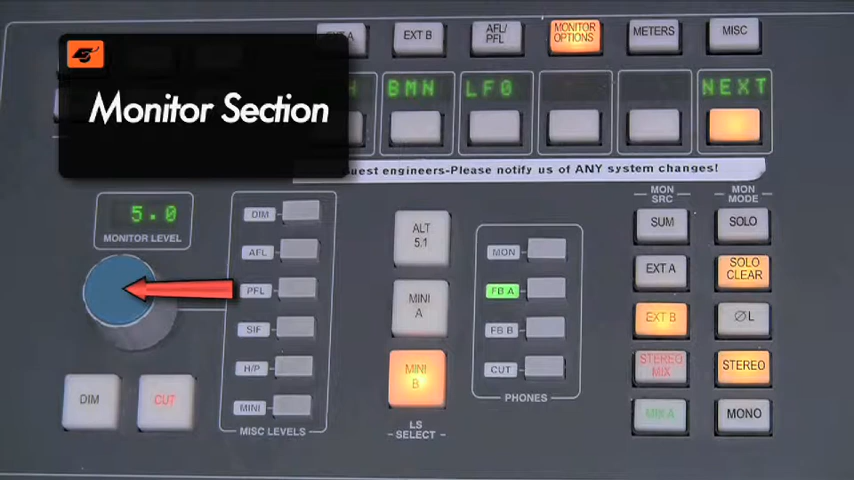 EXT B
AFL/
PFL
MONITOR
OPTIONS
METERS
MISC
Monitor Section
BMN
LFO
NEXT
engineers-Please notify us of ANY system changes!
5.0
MONITOR LEVEL
DIM
AFL
PFL
SIF
H/P
MINI
MISC LEVELS
DIM
CUT
ALT
5.1
MINI
A
MINI
B
LS
SELECT
MON
FB A
FB B
CUT
PHONES
MON
SRC
SUM
EXT A
EXT B
STEREO
MIX
MIX A
MON
MODE
SOLO
SOLO
CLEAR
ØL
STEREO
MONO